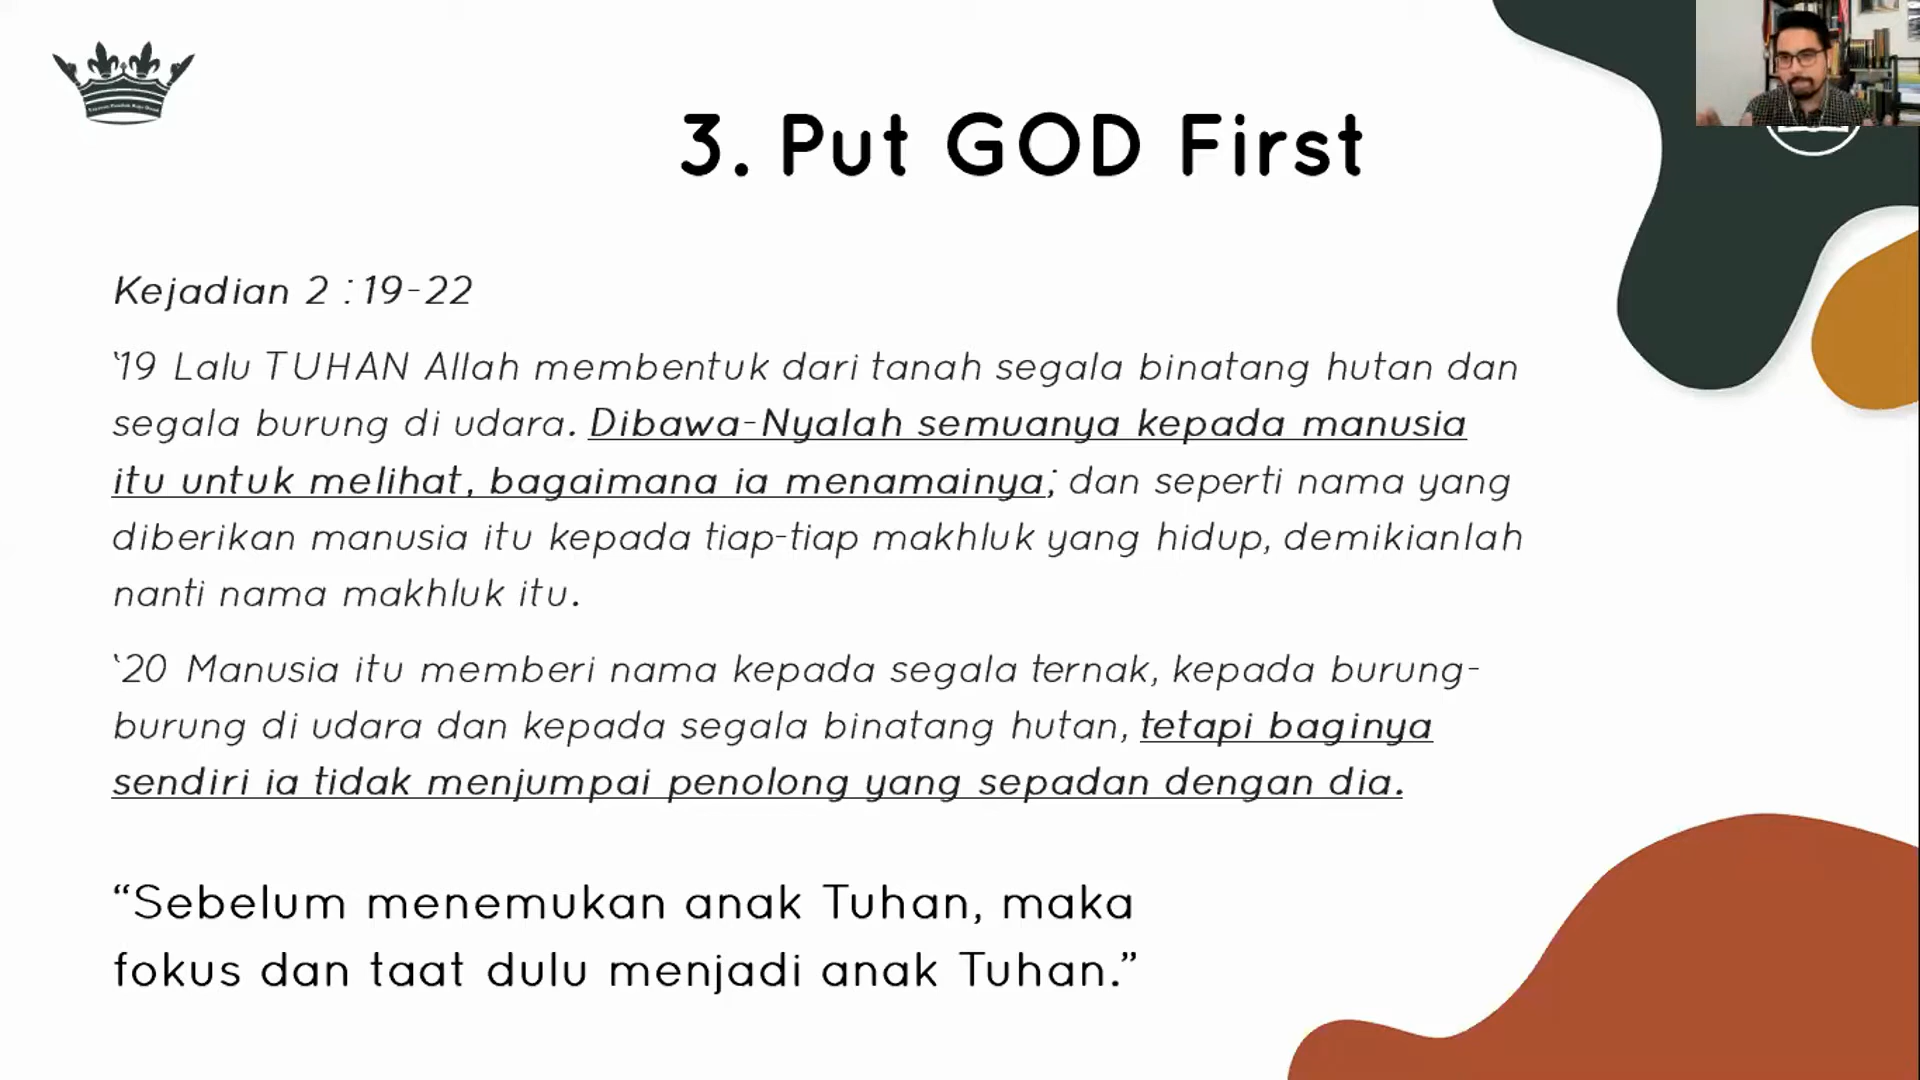 3. Put GOD First
Kejadian 2 : 19-22
‘19 Lalu TUHAN Allah membentuk dari tanah segala binatang hutan dan
segala burung di udara. Dibawa-Nyalah semuanya kepada manusia
itu untuk melihat, bagaimana ia menamainya; dan seperti nama yang
diberikan manusia itu kepada tiap-tiap makhluk yang hidup, demikianlah
nanti nama makhluk itu.
‘20 Manusia itu memberi nama kepada segala ternak, kepada burung-
burung di udara dan kepada segala binatang hutan, tetapi baginya
sendiri ia tidak menjumpai penolong yang sepadan dengan dia.
“Sebelum menemukan anak Tuhan, maka
fokus dan taat dulu menjadi anak Tuhan.”